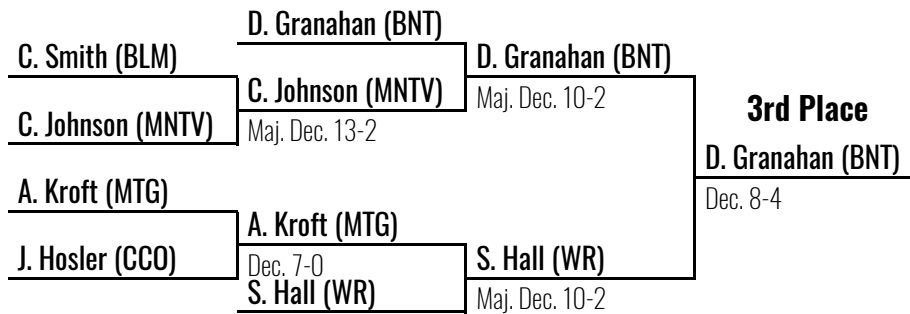 D. Granahan (BNT)
C. Smith (BLM)
D. Granahan (BNT)
C. Johnson (MNTV)
Maj. Dec. 10-2
3rd Place
C. Johnson (MNTV)
Maj. Dec. 13-2
D. Granahan (BNT)
A. Kroft (MTG)
Dec. 8-4
A. Kroft (MTG)
J. Hosler (CCO)
Dec. 7-0
S. Hall (WR)
S. Hall (WR)
Maj. Dec. 10-2